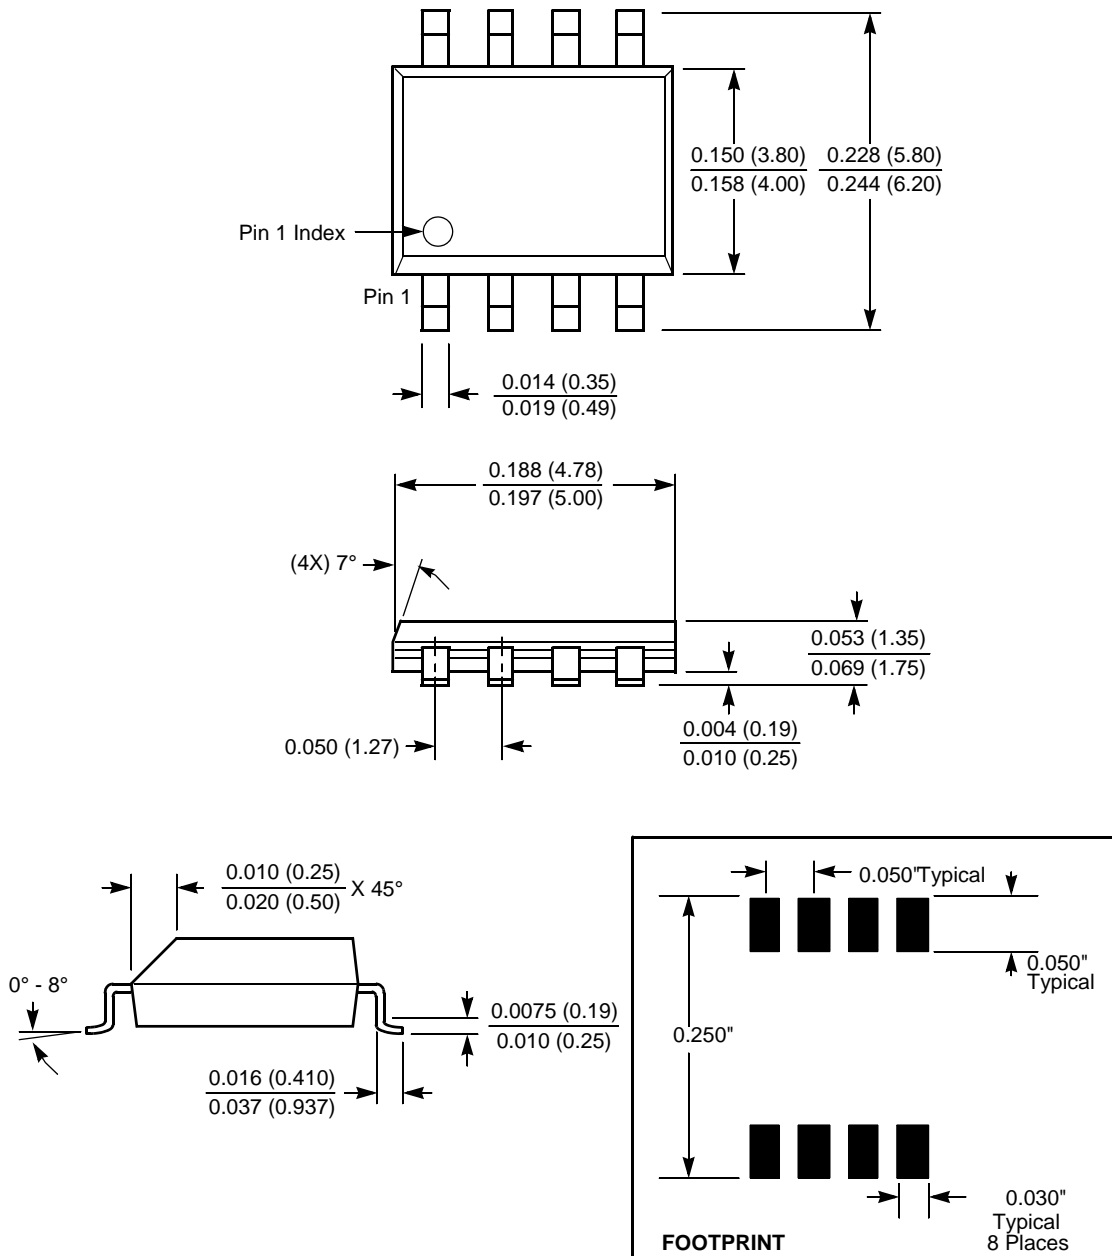 0.150 (3.80)
0.158 (4.00)
0.228 (5.80)
0.244 (6.20)
Pin 1 Index
Pin 1
0.014 (0.35)
0.019 (0.49)
0.188 (4.78)
0.197 (5.00)
(4X) 7°
0.053 (1.35)
0.069 (1.75)
0.050 (1.27)
0.004 (0.19)
0.010 (0.25)
0.010 (0.25)
0.020 (0.50)
X 45°
0° - 8°
0.0075 (0.19)
0.010 (0.25)
0.016 (0.410)
0.037 (0.937)
0.050"Typical
0.050"
Typical
0.250"
0.030"
Typical
8 Places
FOOTPRINT